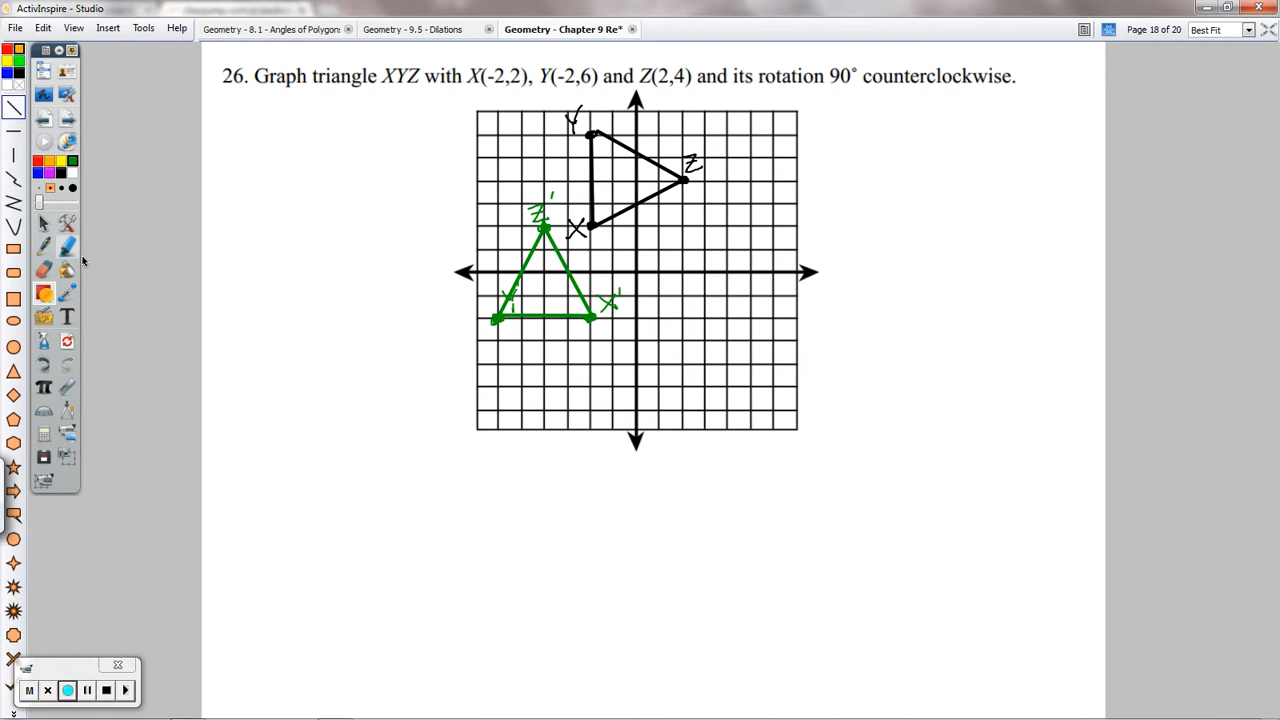 ActivInspire - Studio
File Edit View Insert Tools Help
Geometry - 8.1 - Angles of Polygons
Geometry - 9.5 - Dilations
Geometry - Chapter 9 Re*
Page 18 of 20
Best Fit
26. Graph triangle XYZ with X(-2,2), Y(-2,6) and Z(2,4) and its rotation 90˚ counterclockwise.
Y
Z
Z'
X
Y'
X'
T
M